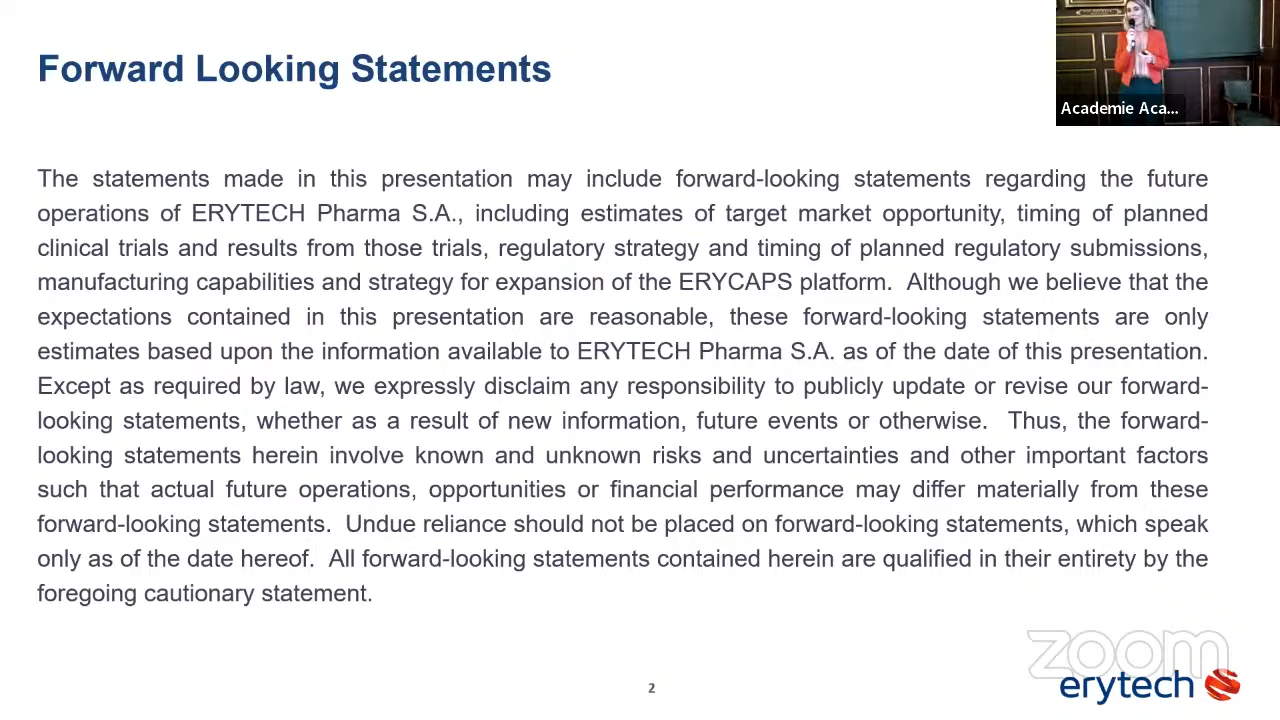 Forward Looking Statements
Academie Aca...
The statements made in this presentation may include forward-looking statements regarding the future
operations of ERYTECH Pharma S.A., including estimates of target market opportunity, timing of planned
clinical trials and results from those trials, regulatory strategy and timing of planned regulatory submissions,
manufacturing capabilities and strategy for expansion of the ERYCAPS platform.  Although we believe that the
expectations contained in this presentation are reasonable, these forward-looking statements are only
estimates based upon the information available to ERYTECH Pharma S.A. as of the date of this presentation.
Except as required by law, we expressly disclaim any responsibility to publicly update or revise our forward-
looking statements, whether as a result of new information, future events or otherwise.  Thus, the forward-
looking statements herein involve known and unknown risks and uncertainties and other important factors
such that actual future operations, opportunities or financial performance may differ materially from these
forward-looking statements.  Undue reliance should not be placed on forward-looking statements, which speak
only as of the date hereof.  All forward-looking statements contained herein are qualified in their entirety by the
foregoing cautionary statement.
zoom
2
erytech